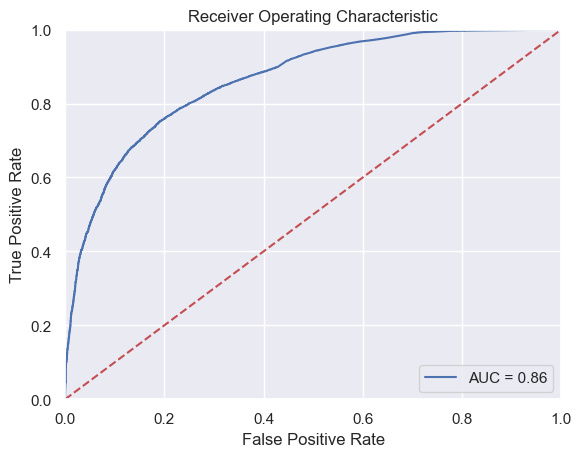 Receiver Operating Characteristic
True Positive Rate
1.0
0.8
0.6
0.4
0.2
0.0
AUC = 0.86
0.0 0.2 0.4 0.6 0.8 1.0
False Positive Rate